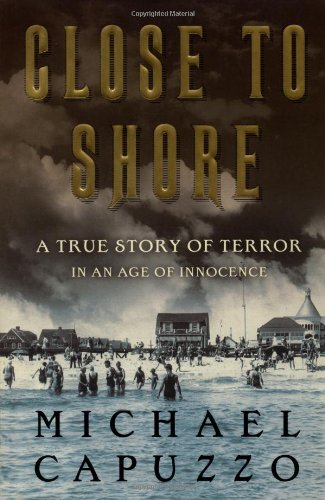 CLOSE TO
SHORE
A TRUE STORY OF TERROR
IN AN AGE OF INNOCENCE
MICHAEL
CAPUZZO